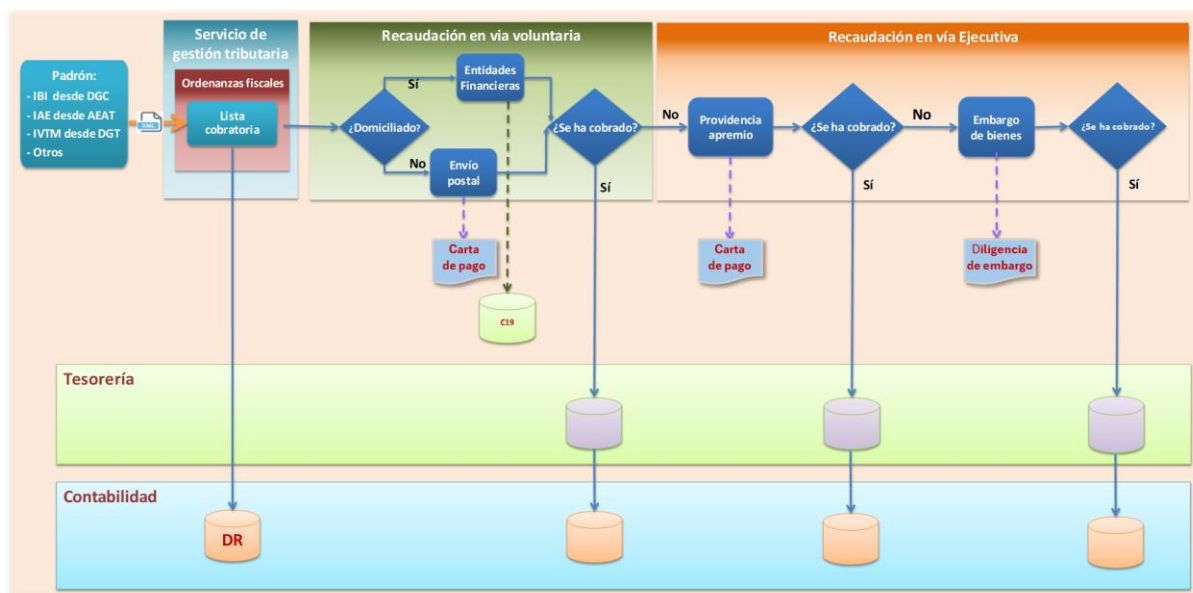 Servicio de
gestión tributaria
Recaudación en via voluntaria
Recaudación en vía Ejecutiva
Padrón:
- IBI desde DGC
- IAE desde AEAT
- IVTM desde DGT
- Otros
XML
Ordenanzas fiscales
Lista
cobratoria
¿Domiciliado?
Sí
No
Entidades
Financieras
Envío
postal
¿Se ha cobrado?
No
Sí
Providencia
apremio
¿Se ha cobrado?
No
Sí
Embargo
de bienes
¿Se ha cobrado?
Sí
Carta
de pago
C19
Carta
de pago
Diligencia
de embargo
Tesorería
Contabilidad
DR